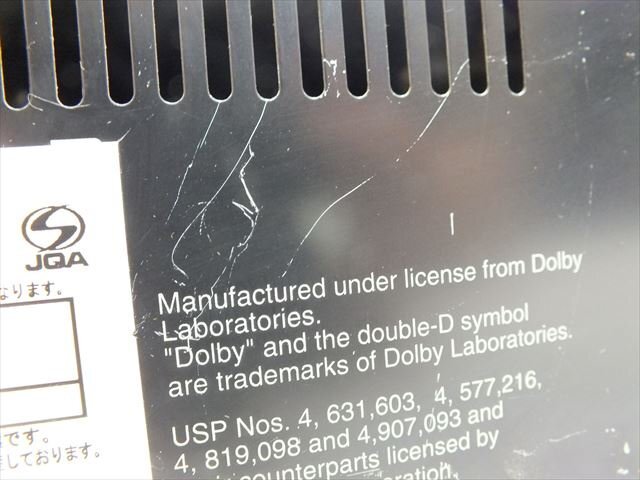 JQA
なります。
です。
しております。
Manufactured under license from Dolby
Laboratories.
"Dolby" and the double-D symbol
are trademarks of Dolby Laboratories.
USP Nos. 4, 631,603, 4, 577,216,
4, 819,098 and 4,907,093 and
counterparts licensed by